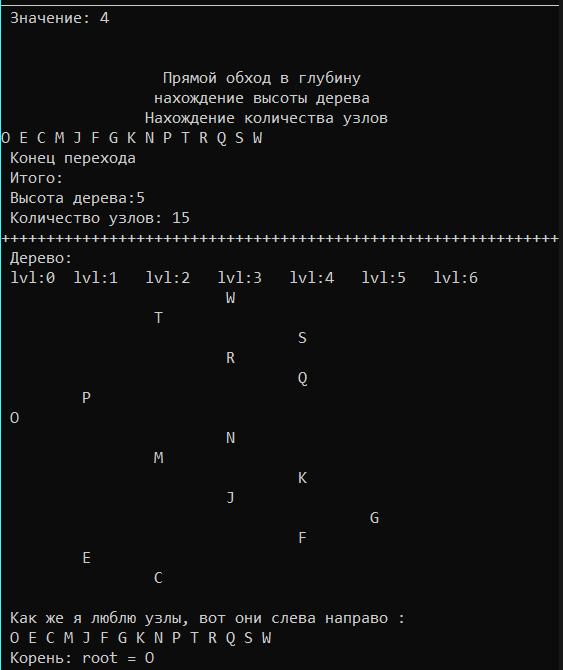 Значение: 4
Прямой обход в глубину
нахождение высоты дерева
Нахождение количества узлов
O E C M J F G K N P T R Q S W
Конец перехода
Итого:
Высота дерева:5
Количество узлов: 15
++++++++++++++++++++++++++++++++++++++++++++++++++++++++++++++
Дерево:
lvl:0 lvl:1 lvl:2 lvl:3 lvl:4 lvl:5 lvl:6
W
T
S
R
Q
P
O
N
M
K
J
G
F
E
C
Как же я люблю узлы, вот они слева направо :
O E C M J F G K N P T R Q S W
Корень: root = O